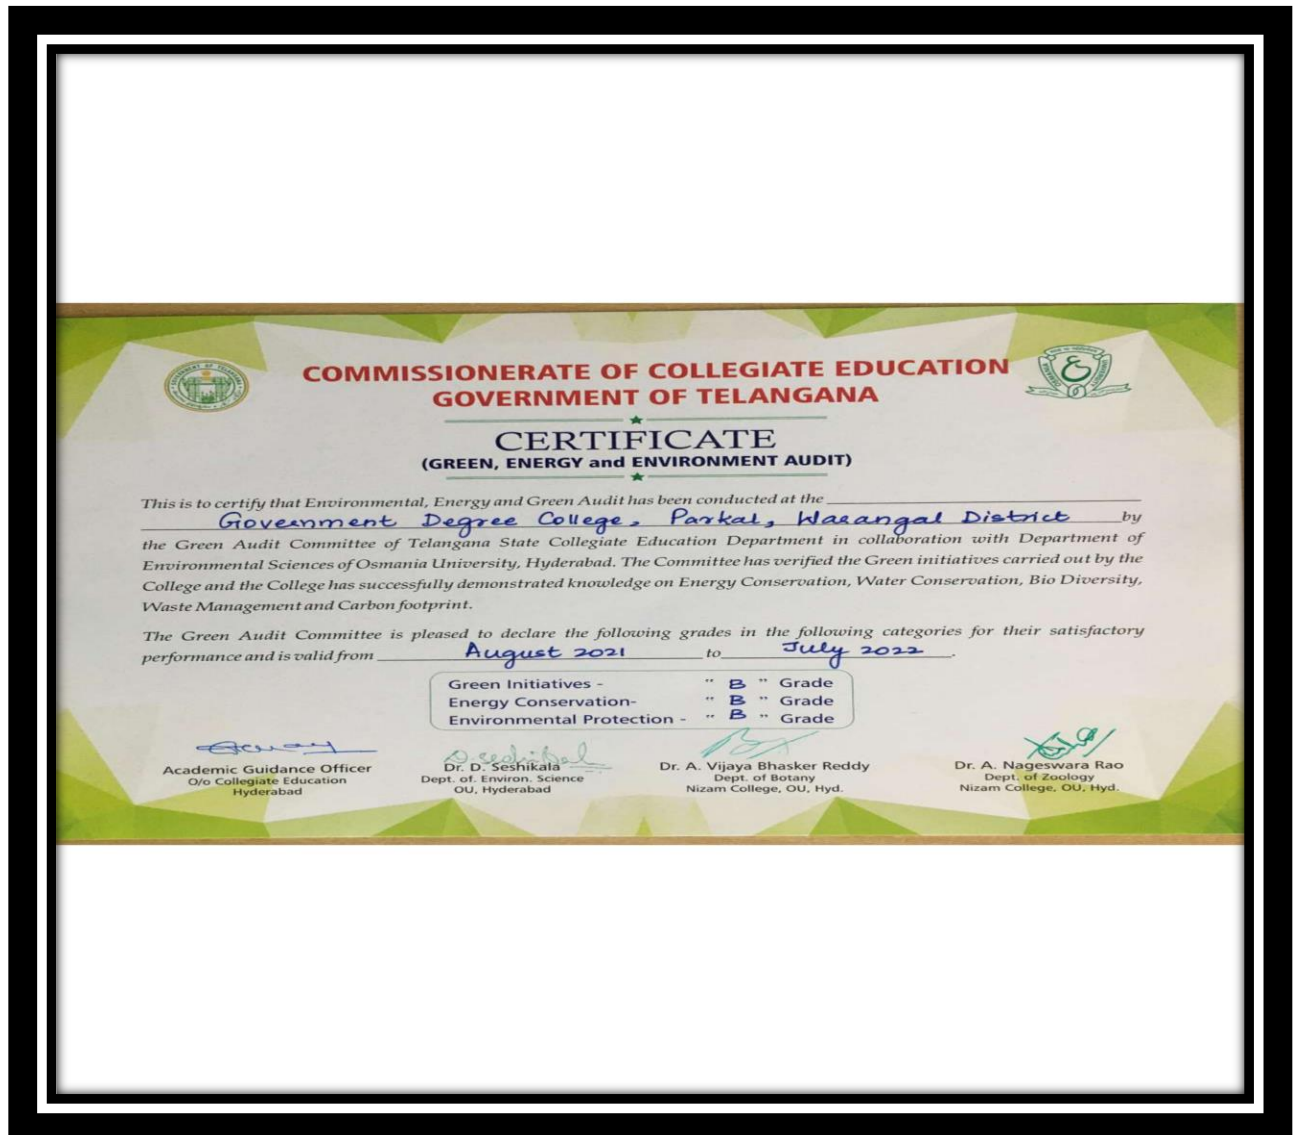 COMMISSIONERATE OF COLLEGIATE EDUCATION
GOVERNMENT OF TELANGANA
CERTIFICATE
(GREEN, ENERGY and ENVIRONMENT AUDIT)
This is to certify that Environmental, Energy and Green Audit has been conducted at the
Government Degree College, Parkal, Warangal District by
the Green Audit Committee of Telangana State Collegiate Education Department in collaboration with Department of
Environmental Sciences of Osmania University, Hyderabad. The Committee has verified the Green initiatives carried out by the
College and the College has successfully demonstrated knowledge on Energy Conservation, Water Conservation, Bio Diversity,
Waste Management and Carbon footprint.
The Green Audit Committee is pleased to declare the following grades in the following categories for their satisfactory
performance and is valid from August 2021 to July 2022.
Green Initiatives - " B " Grade
Energy Conservation- " B " Grade
Environmental Protection - " B " Grade
Academic Guidance Officer
O/o Collegiate Education
Hyderabad
D. Seshikala
Dr. D. Seshikala
Dept. of. Environ. Science
OU, Hyderabad
Dr. A. Vijaya Bhasker Reddy
Dept. of Botany
Nizam College, OU, Hyd.
Dr. A. Nageswara Rao
Dept. of Zoology
Nizam College, OU, Hyd.